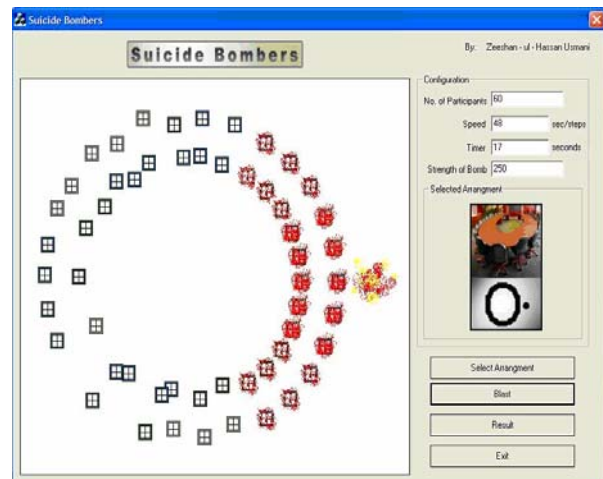 Suicide Bombers
Suicide Bombers
By: Zeeshan - ul - Hassan Usmani
Configuration
No. of Participants 60
Speed 48 sec/steps
Timer 17 seconds
Strength of Bomb 250
Selected Arrangment
Select Arrangment
Blast
Result
Exit